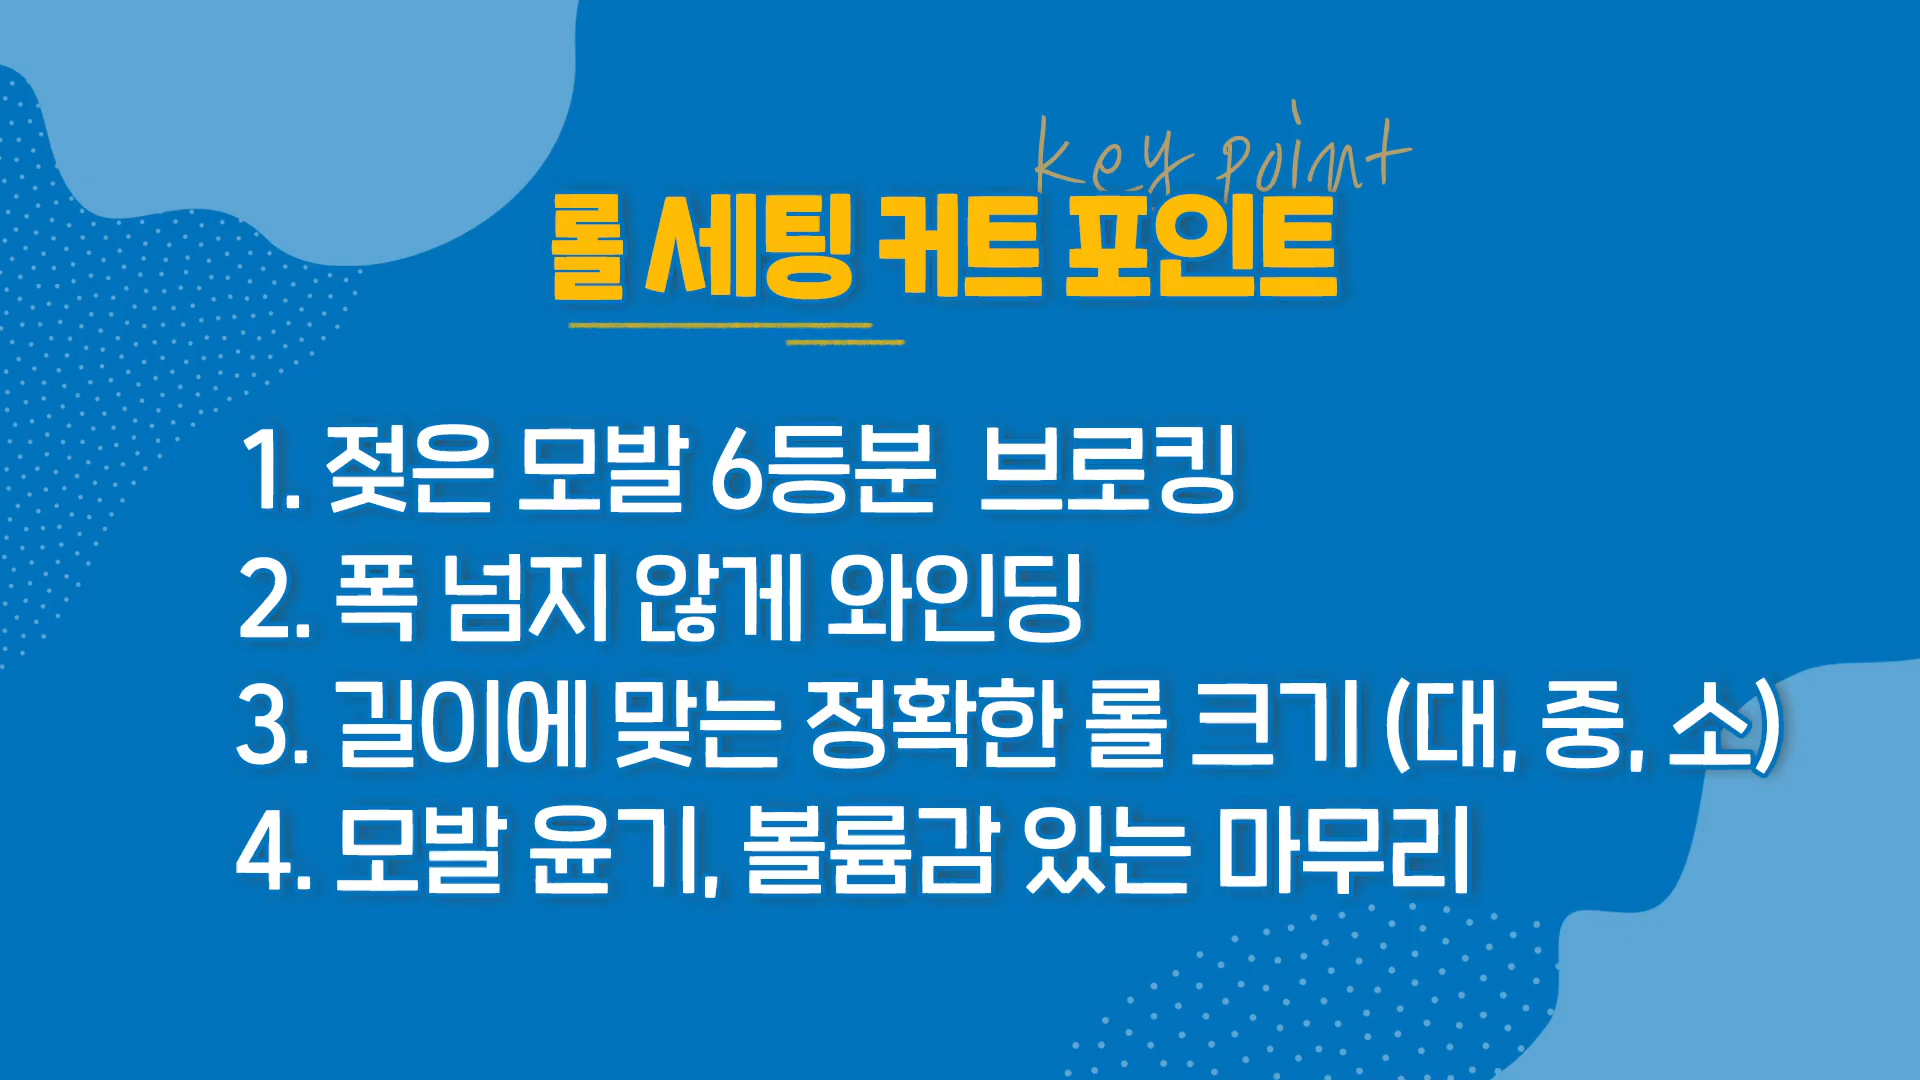 key point
롤 세팅 커트 포인트
1. 젖은 모발 6등분 브로킹
2. 폭 넘지 않게 와인딩
3. 길이에 맞는 정확한 롤 크기 (대, 중, 소)
4. 모발 윤기, 볼륨감 있는 마무리